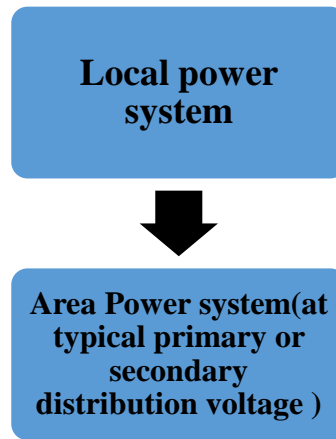 Local power
system
Area Power system(at
typical primary or
secondary
distribution voltage )